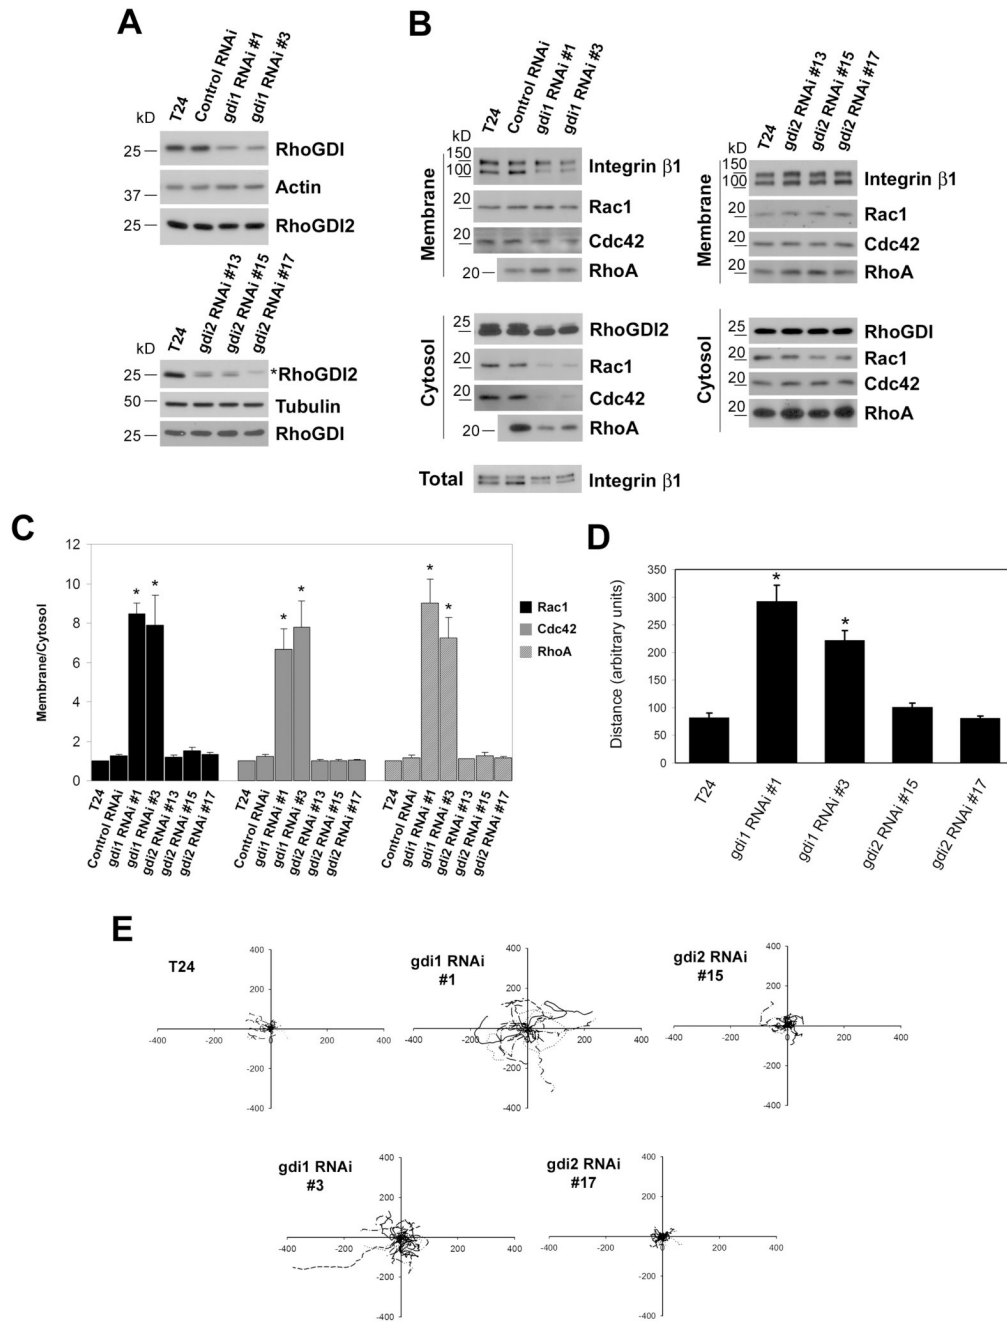 A
T24
Control RNAi
gdi1 RNAi #1
gdi1 RNAi #3
kD
25
RhoGDI
37
Actin
25
RhoGDI2
T24
gdi2 RNAi #13
gdi2 RNAi #15
gdi2 RNAi #17
kD
25
*RhoGDI2
50
Tubulin
25
RhoGDI
B
T24
Control RNAi
gdi1 RNAi #1
gdi1 RNAi #3
kD
Membrane
150
100
Integrin β1
20
Rac1
20
Cdc42
20
RhoA
Cytosol
25
RhoGDI2
20
Rac1
20
Cdc42
20
RhoA
Total
Integrin β1
T24
gdi2 RNAi #13
gdi2 RNAi #15
gdi2 RNAi #17
kD
Membrane
150
100
Integrin β1
20
Rac1
20
Cdc42
20
RhoA
Cytosol
25
RhoGDI
20
Rac1
20
Cdc42
20
RhoA
C
Membrane/Cytosol
12
10
8
6
4
2
0
* *
* *
* *
Rac1
Cdc42
RhoA
T24
Control RNAi
gdi1 RNAi #1
gdi1 RNAi #3
gdi2 RNAi #13
gdi2 RNAi #15
gdi2 RNAi #17
T24
Control RNAi
gdi1 RNAi #1
gdi1 RNAi #3
gdi2 RNAi #13
gdi2 RNAi #15
gdi2 RNAi #17
T24
Control RNAi
gdi1 RNAi #1
gdi1 RNAi #3
gdi2 RNAi #13
gdi2 RNAi #15
gdi2 RNAi #17
D
Distance (arbitrary units)
350
300
250
200
150
100
50
0
*
*
T24
gdi1 RNAi #1
gdi1 RNAi #3
gdi2 RNAi #15
gdi2 RNAi #17
E
T24
400
200
-400 -200 0 200 400
-200
-400
gdi1 RNAi
#1
400
200
-400 -200 0 200 400
-200
-400
gdi2 RNAi
#15
400
200
-400 -200 0 200 400
-200
-400
gdi1 RNAi
#3
400
200
-400 -200 0 200 400
-200
-400
gdi2 RNAi
#17
400
200
-400 -200 0 200 400
-200
-400